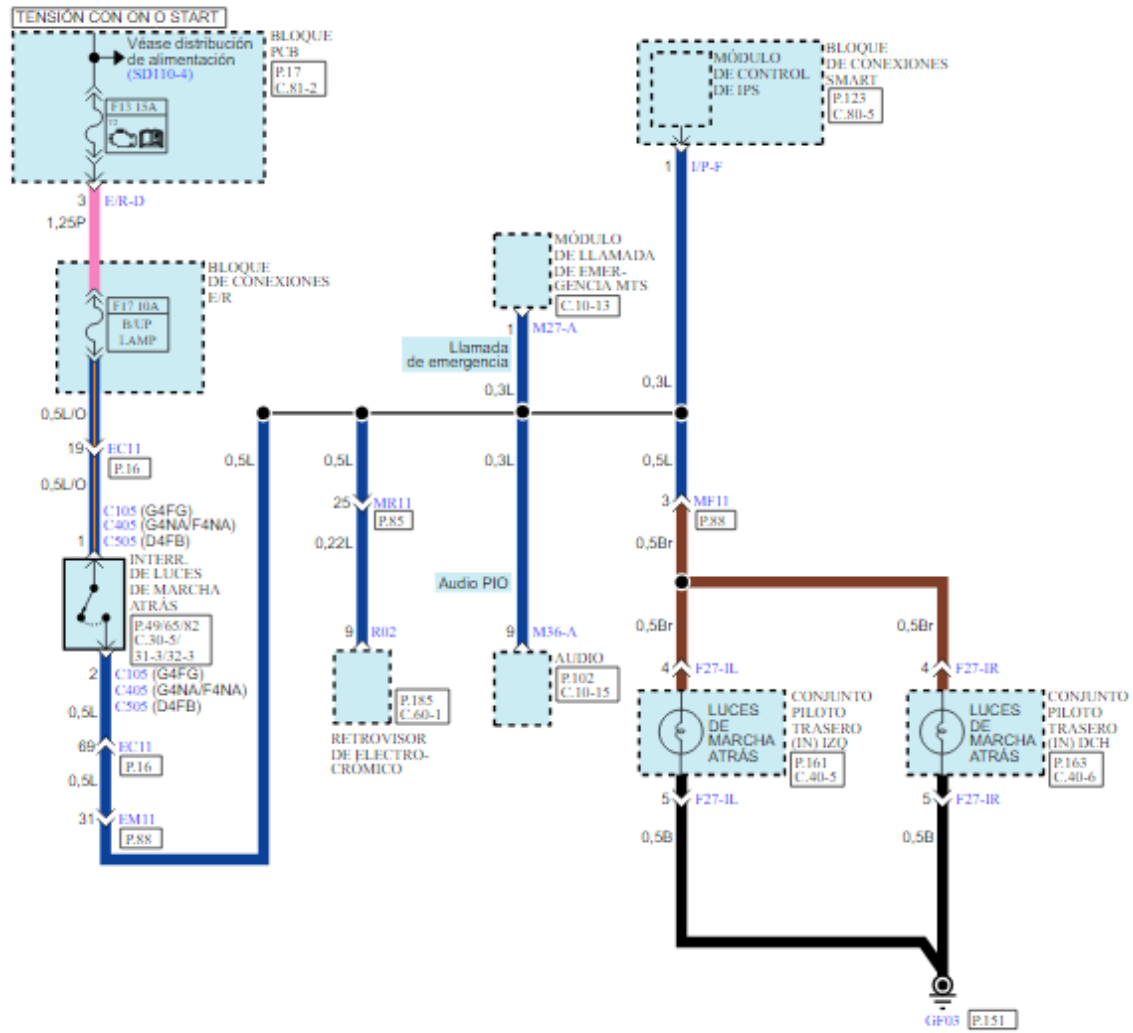 TENSIÓN CON ON O START
Véase distribución
de alimentación
(SD110-4)
BLOQUE
PCB
P.17
C.81-2
F13 15A
3
E/R-D
1,25P
BLOQUE
DE CONEXIONES
E/R
F17 10A
B/UP
LAMP
0,5L/O
19
EC11
P.16
0,5L/O
C105 (G4FG)
C405 (G4NA/F4NA)
C505 (D4FB)
1
INTERR.
DE LUCES
DE MARCHA
ATRÁS
P.49/65/82
C.30-5/
31-3/32-3
2
C105 (G4FG)
C405 (G4NA/F4NA)
C505 (D4FB)
0,5L
69
EC11
P.16
0,5L
31
EM11
P.88
0,5L
0,5L
25
MR11
P.85
0,22L
9
R02
P.185
C.60-1
RETROVISOR
DE ELECTRO-
CRÓMICO
MÓDULO
DE LLAMADA
DE EMER-
GENCIA MTS
C.10-13
1
M27-A
Llamada
de emergencia
0,3L
0,3L
Audio PIO
9
M36-A
AUDIO
P.102
C.10-15
MÓDULO
DE CONTROL
DE IPS
BLOQUE
DE CONEXIONES
SMART
P.123
C.80-5
1
I/P-F
0,3L
0,5L
3
MF11
P.88
0,5Br
0,5Br
4
F27-IL
LUCES
DE
MARCHA
ATRÁS
CONJUNTO
PILOTO
TRASERO
(IN) IZQ
P.161
C.40-5
5
F27-IL
0,5B
0,5Br
4
F27-IR
LUCES
DE
MARCHA
ATRÁS
CONJUNTO
PILOTO
TRASERO
(IN) DCH
P.163
C.40-6
5
F27-IR
0,5B
GF03
P.151